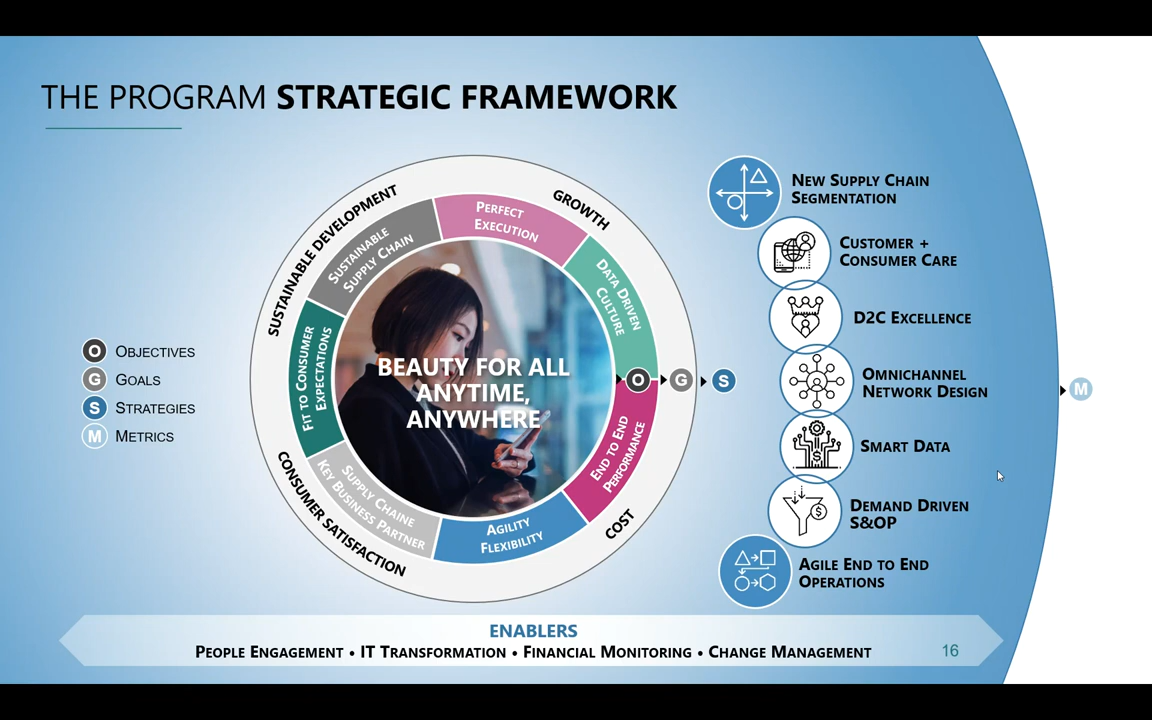 THE PROGRAM STRATEGIC FRAMEWORK
SUSTAINABLE DEVELOPMENT
GROWTH
COST
CONSUMER SATISFACTION
PERFECT
EXECUTION
DATA DRIVEN
CULTURE
END TO END
PERFORMANCE
AGILITY
FLEXIBILITY
SUPPLY CHAINE
KEY BUSINESS PARTNER
FIT TO CONSUMER
EXPECTATIONS
SUSTAINABLE
SUPPLY CHAIN
BEAUTY FOR ALL
ANYTIME,
ANYWHERE
O G S M
O OBJECTIVES
G GOALS
S STRATEGIES
M METRICS
NEW SUPPLY CHAIN
SEGMENTATION
CUSTOMER +
CONSUMER CARE
D2C EXCELLENCE
OMNICHANNEL
NETWORK DESIGN
SMART DATA
DEMAND DRIVEN
S&OP
AGILE END TO END
OPERATIONS
ENABLERS
PEOPLE ENGAGEMENT • IT TRANSFORMATION • FINANCIAL MONITORING • CHANGE MANAGEMENT
16